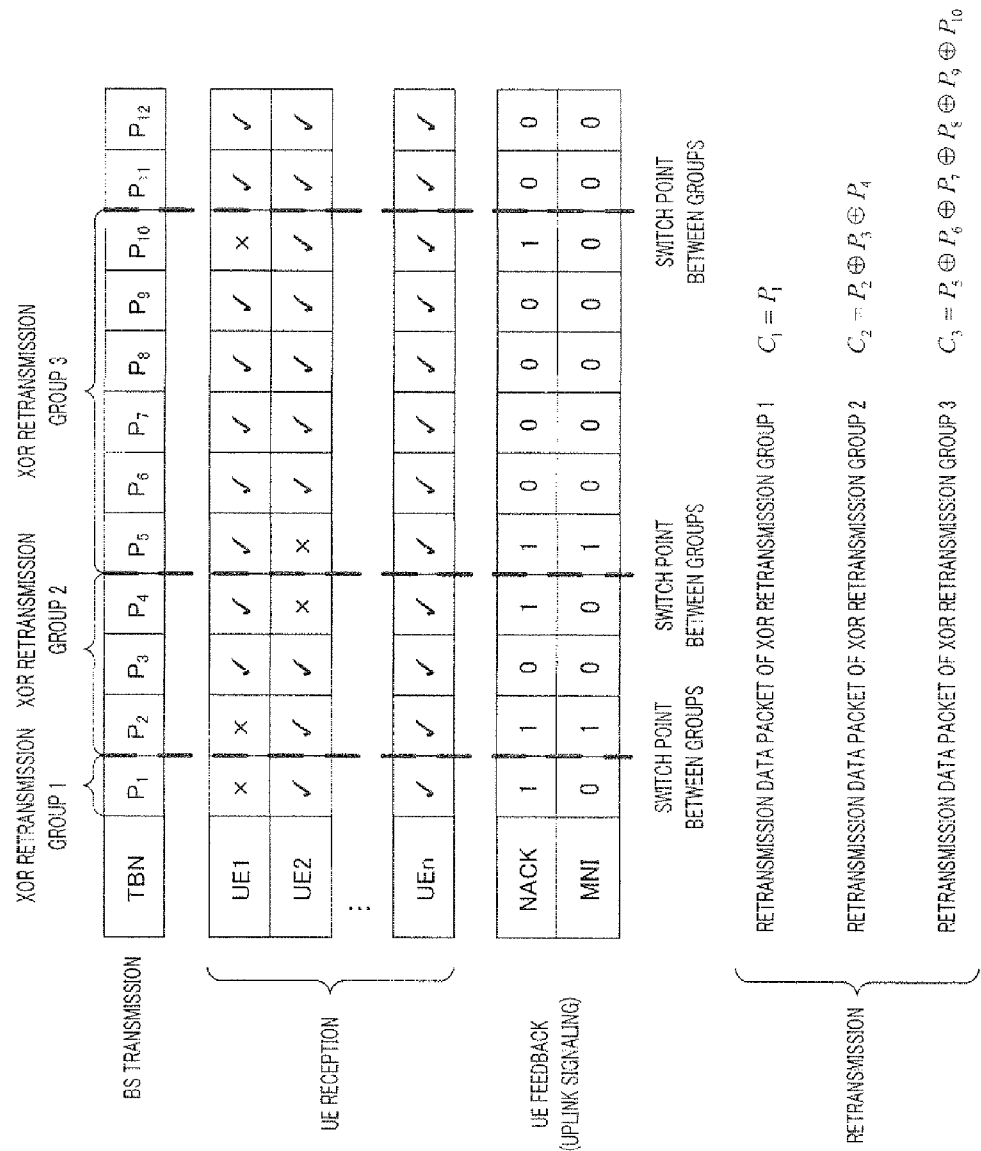 XOR RETRANSMISSION GROUP 1
XOR RETRANSMISSION GROUP 2
XOR RETRANSMISSION GROUP 3
BS TRANSMISSION
TBN P₁ P₂ P₃ P₄ P₅ P₆ P₇ P₈ P₉ P₁₀ P₁₁ P₁₂
UE RECEPTION
UE1 × × ✓ ✓ ✓ ✓ ✓ ✓ ✓ × ✓ ✓
UE2 ✓ ✓ ✓ × × ✓ ✓ ✓ ✓ ✓ ✓ ✓
⋮
UEn ✓ ✓ ✓ ✓ ✓ ✓ ✓ ✓ ✓ ✓ ✓ ✓
UE FEEDBACK
(UPLINK SIGNALING)
NACK 1 1 0 1 1 0 0 0 0 1 0 0
MNI 0 1 0 0 1 0 0 0 0 0 0 0
SWITCH POINT
BETWEEN GROUPS
SWITCH POINT
BETWEEN GROUPS
SWITCH POINT
BETWEEN GROUPS
RETRANSMISSION
RETRANSMISSION DATA PACKET OF XOR RETRANSMISSION GROUP 1 C₁ = P₁
RETRANSMISSION DATA PACKET OF XOR RETRANSMISSION GROUP 2 C₂ = P₂ ⊕ P₃ ⊕ P₄
RETRANSMISSION DATA PACKET OF XOR RETRANSMISSION GROUP 3 C₃ = P₅ ⊕ P₆ ⊕ P₇ ⊕ P₈ ⊕ P₉ ⊕ P₁₀